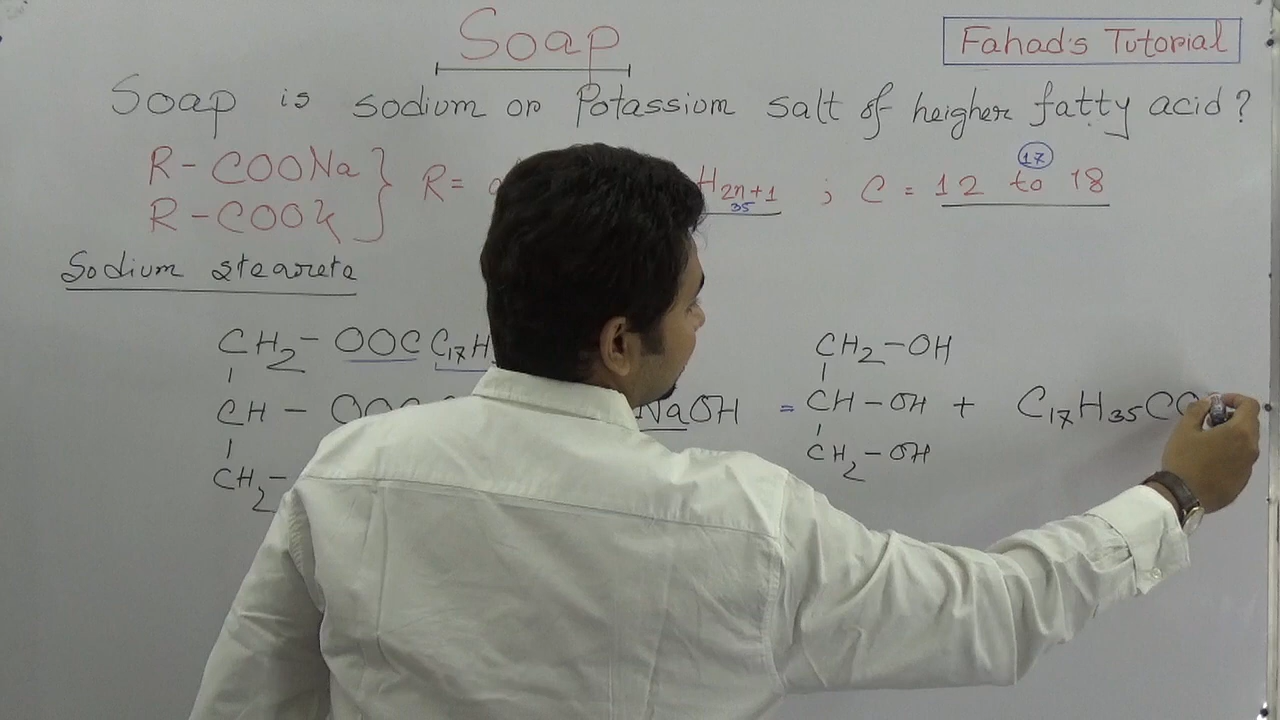 Soap
Fahad's Tutorial
Soap is sodium or Potassium salt of heigher fatty acid?
R-COONa } R= H2n+1 ; C = 12 to 18
35
17
R-COOK
Sodium steareta
CH2-OOC C17H
CH2-OH
CH - OOC NaOH = CH-OH + C17H35CO
CH2-
CH2-OH